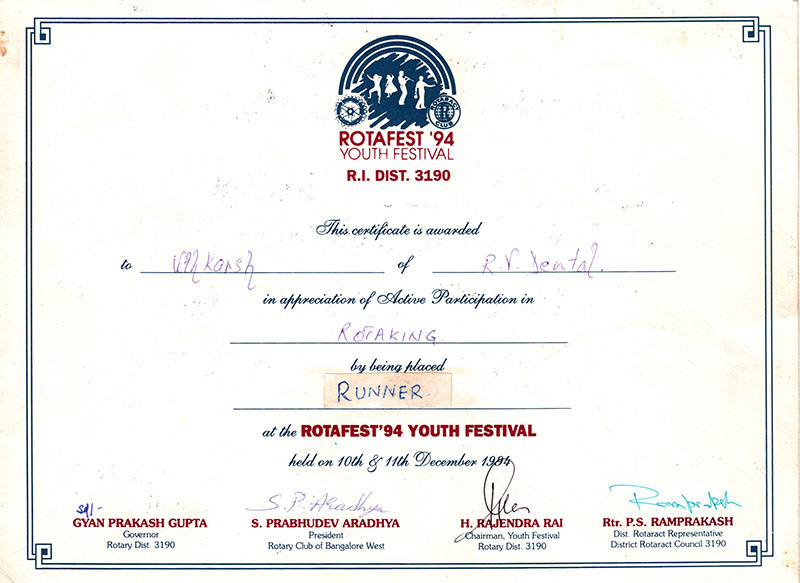 ROTARACT CLUB
ROTAFEST '94
YOUTH FESTIVAL
R.I. DIST. 3190
This certificate is awarded
to Utkarsh of R.V. Dental.
in appreciation of Active Participation in
ROTAKING
by being placed
RUNNER
at the ROTAFEST'94 YOUTH FESTIVAL
held on 10th & 11th December 1994
sd/- S.P. Aradhya Ramprakash
GYAN PRAKASH GUPTA S. PRABHUDEV ARADHYA H. RAJENDRA RAI Rtr. P.S. RAMPRAKASH
Governor President Chairman, Youth Festival Dist. Rotaract Representative
Rotary Dist. 3190 Rotary Club of Bangalore West Rotary Dist. 3190 District Rotaract Council 3190